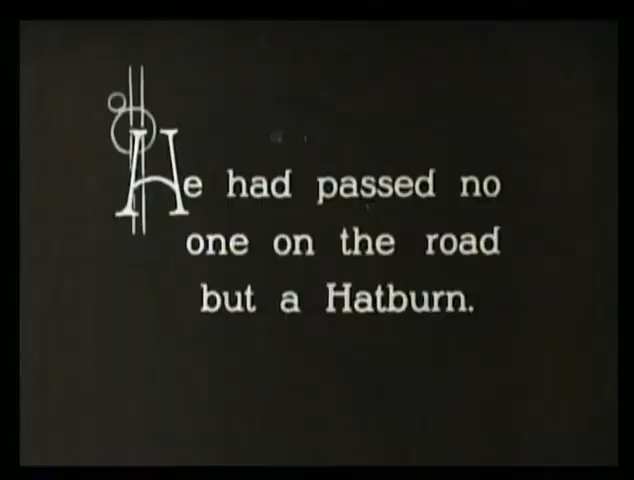 He had passed no
one on the road
but a Hatburn.